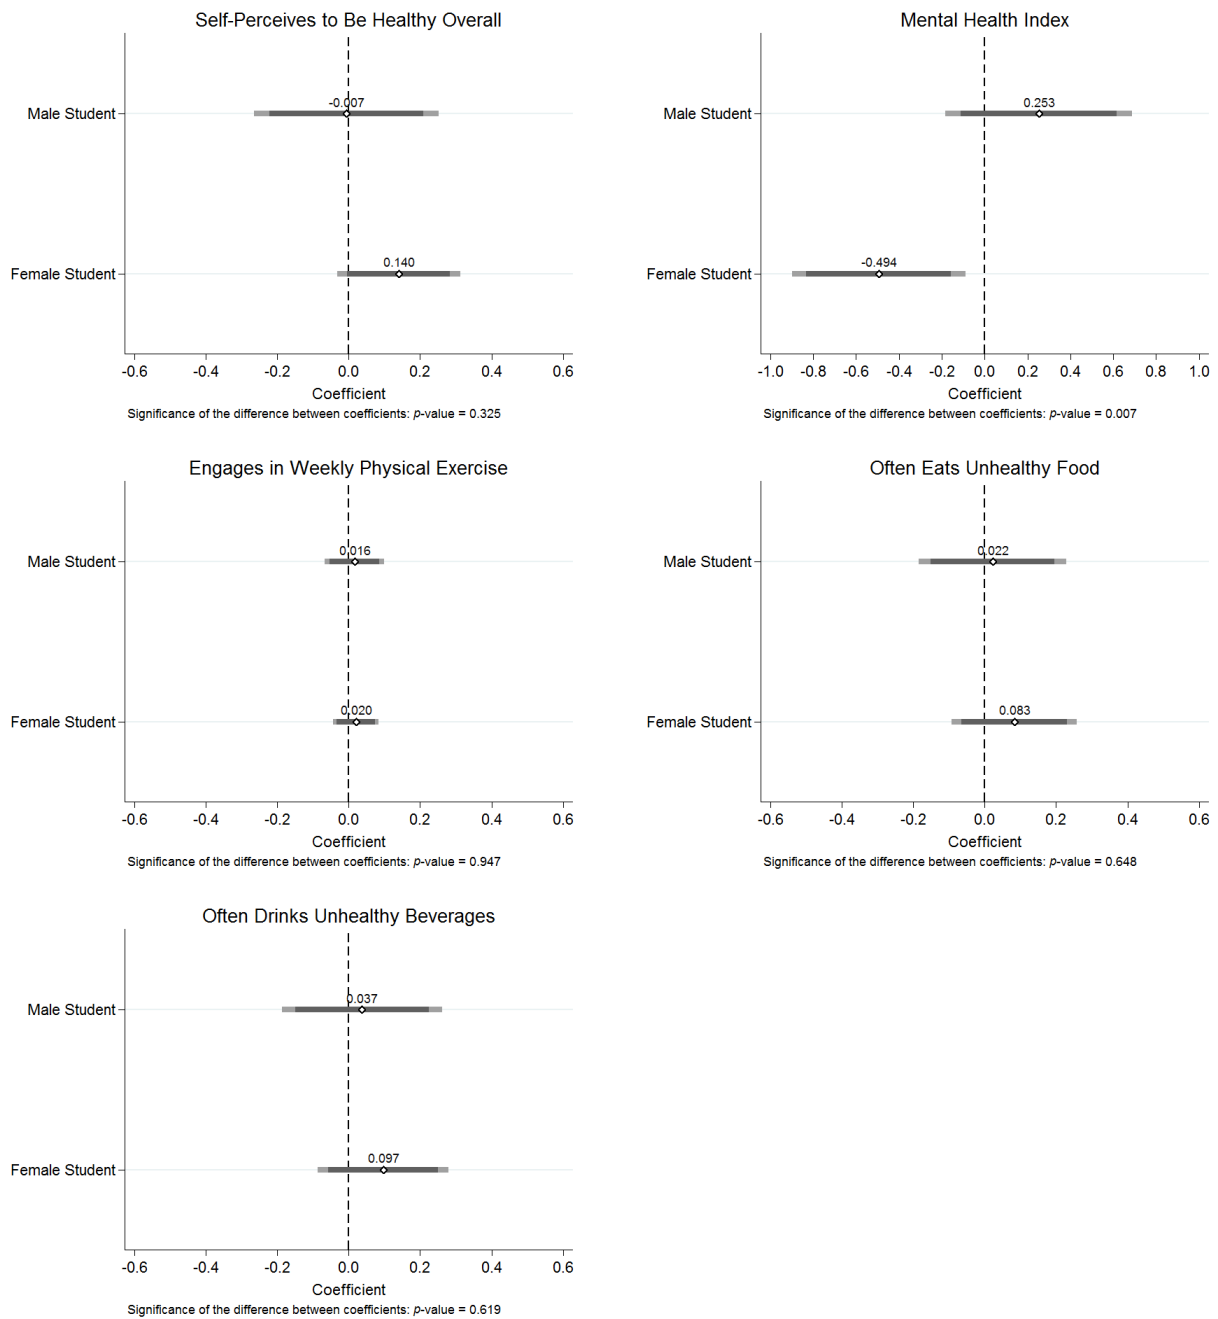 Self-Perceives to Be Healthy Overall
Male Student
-0.007
Female Student
0.140
-0.6 -0.4 -0.2 0.0 0.2 0.4 0.6
Coefficient
Significance of the difference between coefficients: p-value = 0.325
Mental Health Index
Male Student
0.253
Female Student
-0.494
-1.0 -0.8 -0.6 -0.4 -0.2 0.0 0.2 0.4 0.6 0.8 1.0
Coefficient
Significance of the difference between coefficients: p-value = 0.007
Engages in Weekly Physical Exercise
Male Student
0.016
Female Student
0.020
-0.6 -0.4 -0.2 0.0 0.2 0.4 0.6
Coefficient
Significance of the difference between coefficients: p-value = 0.947
Often Eats Unhealthy Food
Male Student
0.022
Female Student
0.083
-0.6 -0.4 -0.2 0.0 0.2 0.4 0.6
Coefficient
Significance of the difference between coefficients: p-value = 0.648
Often Drinks Unhealthy Beverages
Male Student
0.037
Female Student
0.097
-0.6 -0.4 -0.2 0.0 0.2 0.4 0.6
Coefficient
Significance of the difference between coefficients: p-value = 0.619